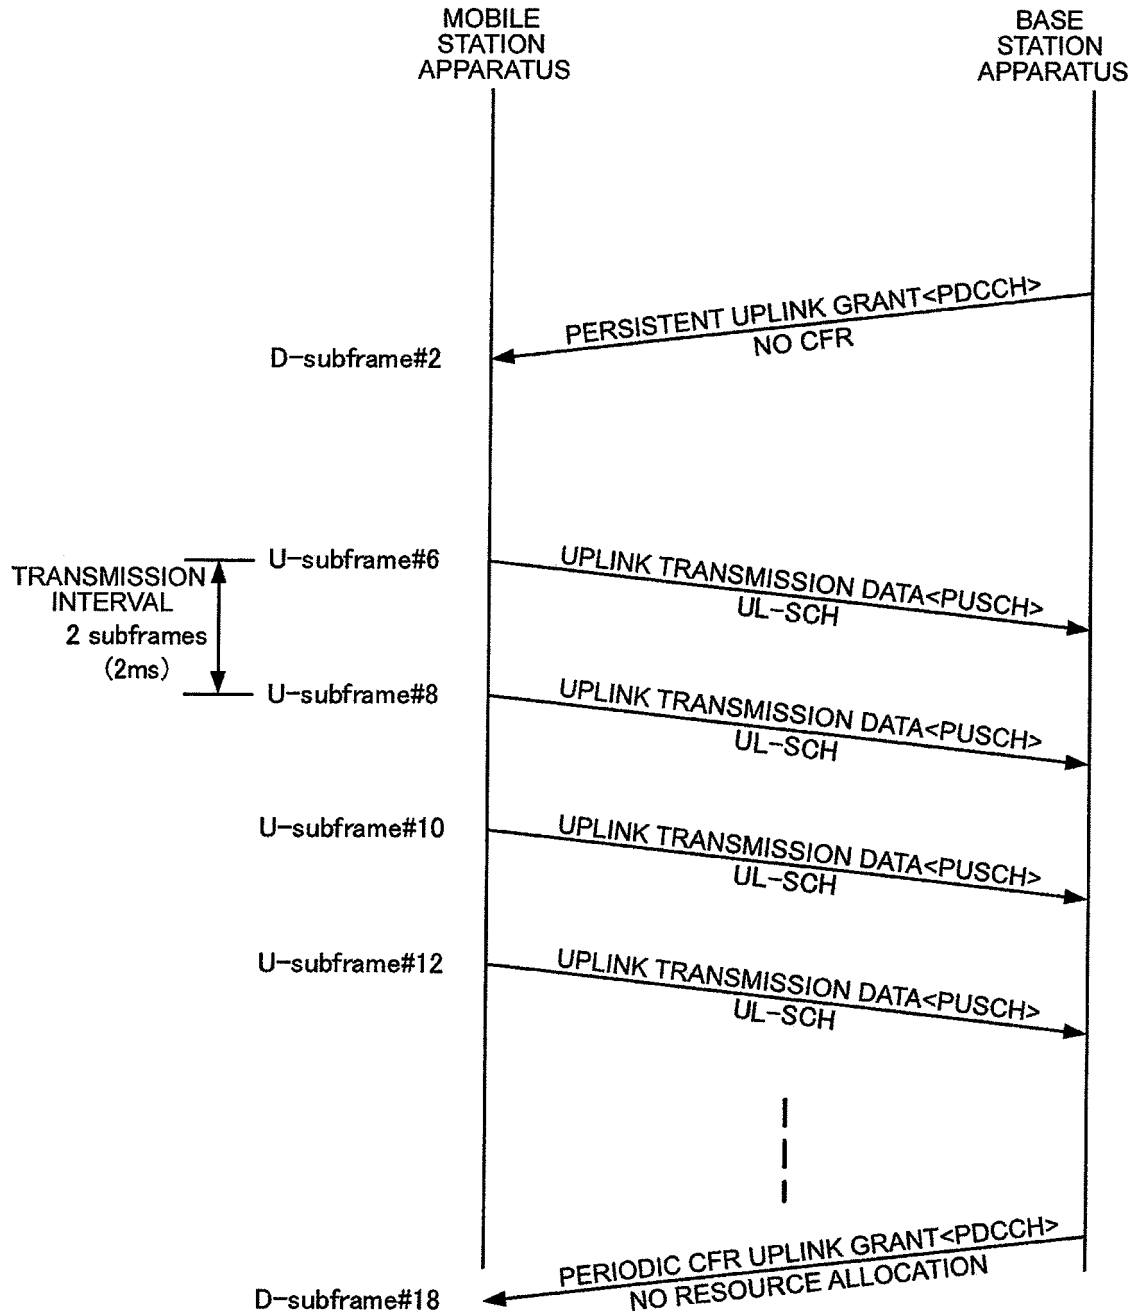 MOBILE
STATION
APPARATUS
BASE
STATION
APPARATUS
PERSISTENT UPLINK GRANT<PDCCH>
NO CFR
D-subframe#2
U-subframe#6
UPLINK TRANSMISSION DATA<PUSCH>
UL-SCH
TRANSMISSION
INTERVAL
2 subframes
(2ms)
U-subframe#8
UPLINK TRANSMISSION DATA<PUSCH>
UL-SCH
U-subframe#10
UPLINK TRANSMISSION DATA<PUSCH>
UL-SCH
U-subframe#12
UPLINK TRANSMISSION DATA<PUSCH>
UL-SCH
PERIODIC CFR UPLINK GRANT<PDCCH>
NO RESOURCE ALLOCATION
D-subframe#18